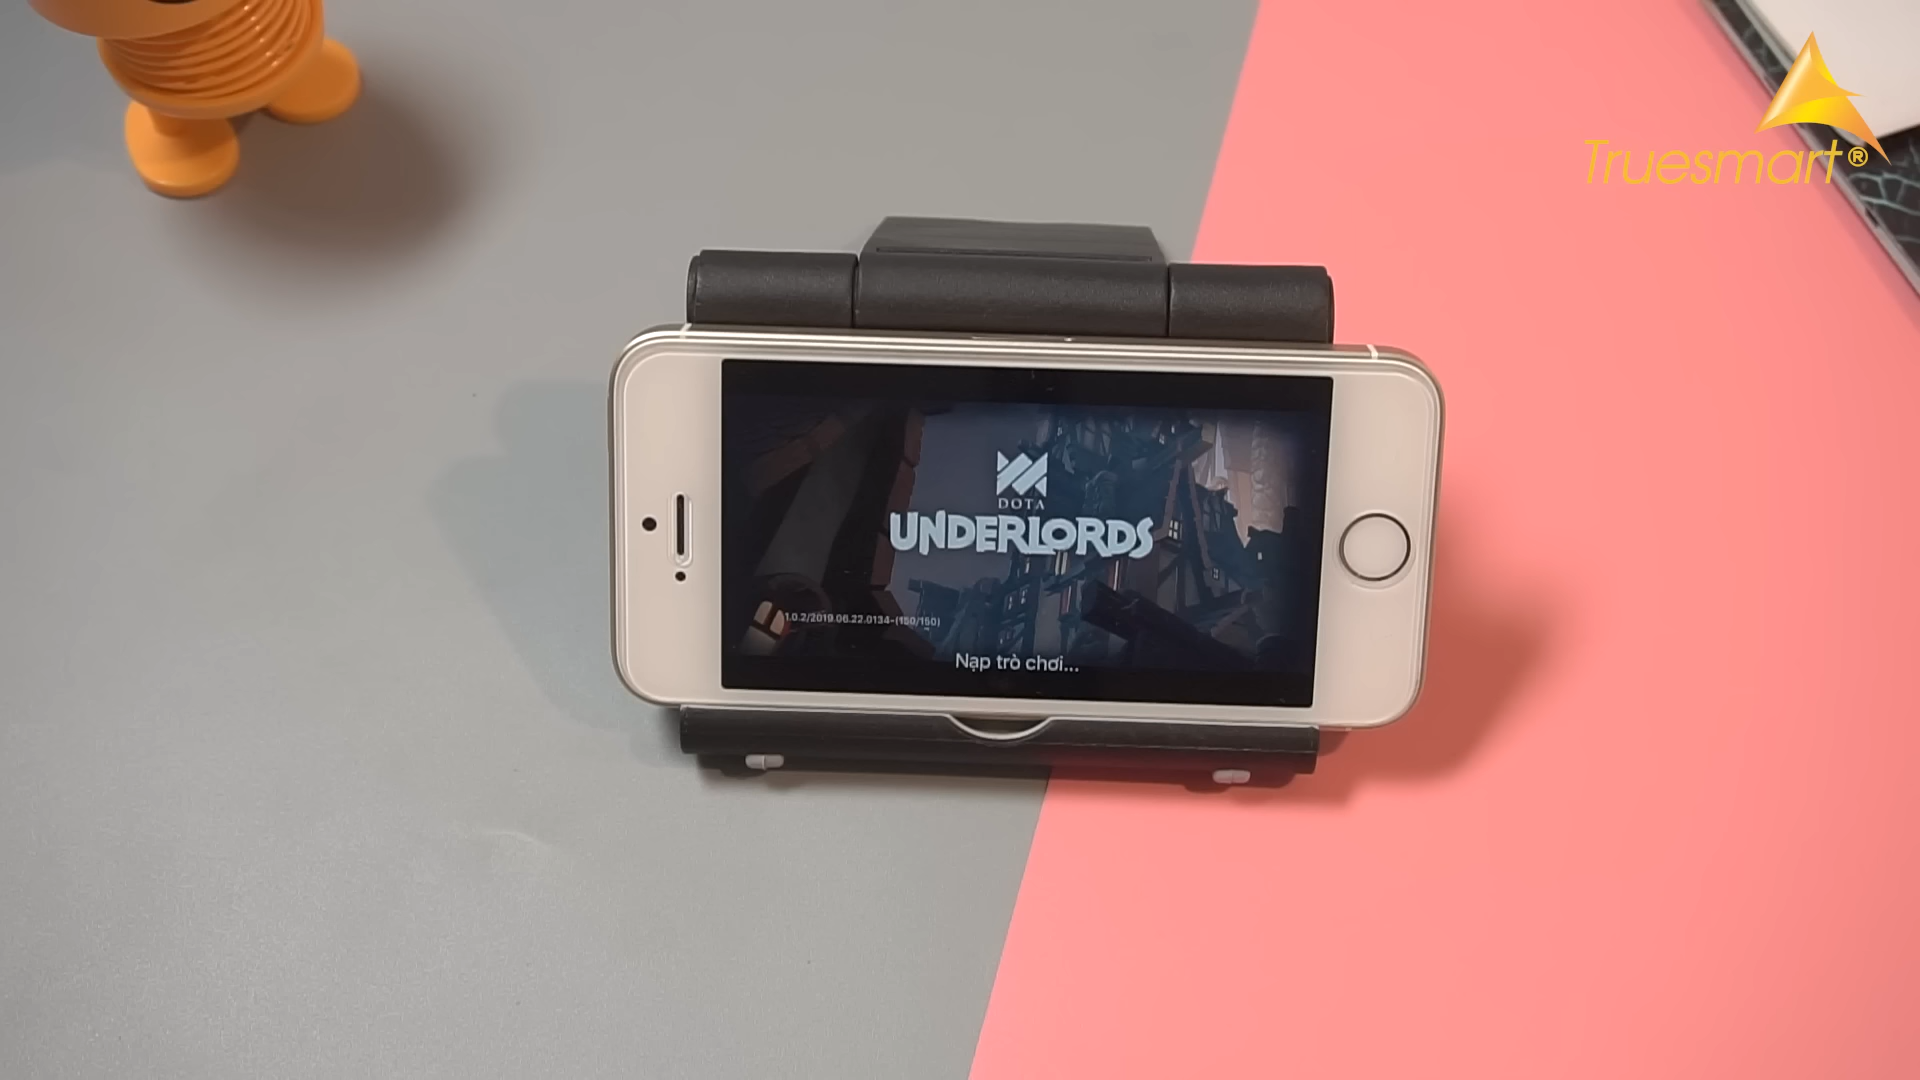 Truesmart®
DOTA
UNDERLORDS
1.0.2/2019.06.22.0134-(150/150)
Nạp trò chơi...